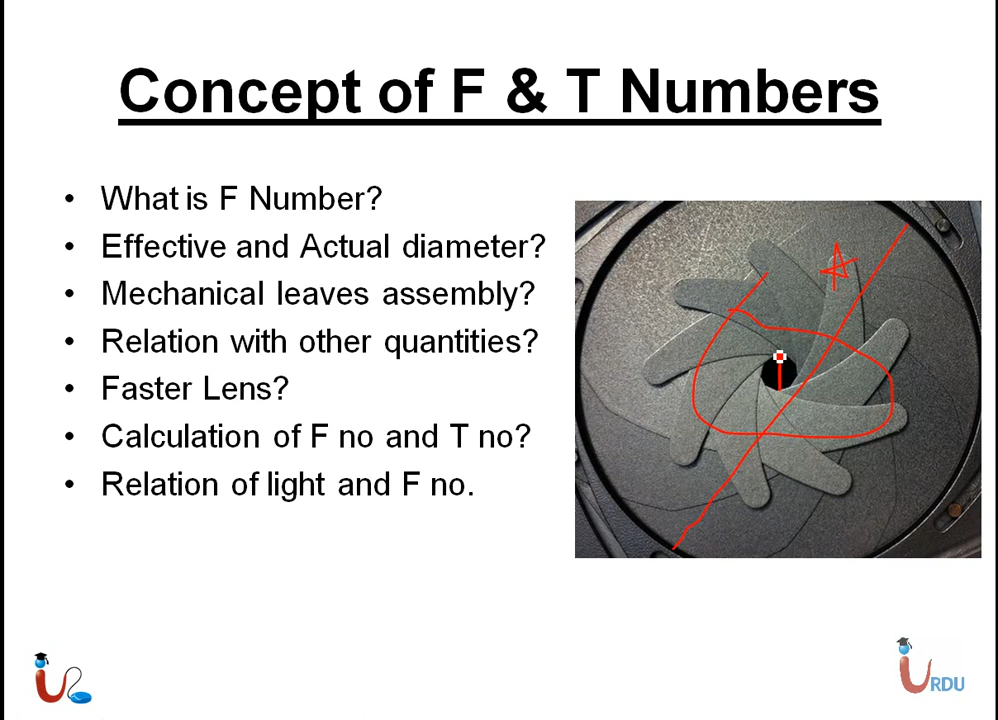 Concept of F & T Numbers
• What is F Number?
• Effective and Actual diameter?
• Mechanical leaves assembly?
• Relation with other quantities?
• Faster Lens?
• Calculation of F no and T no?
• Relation of light and F no.
A
iURDU